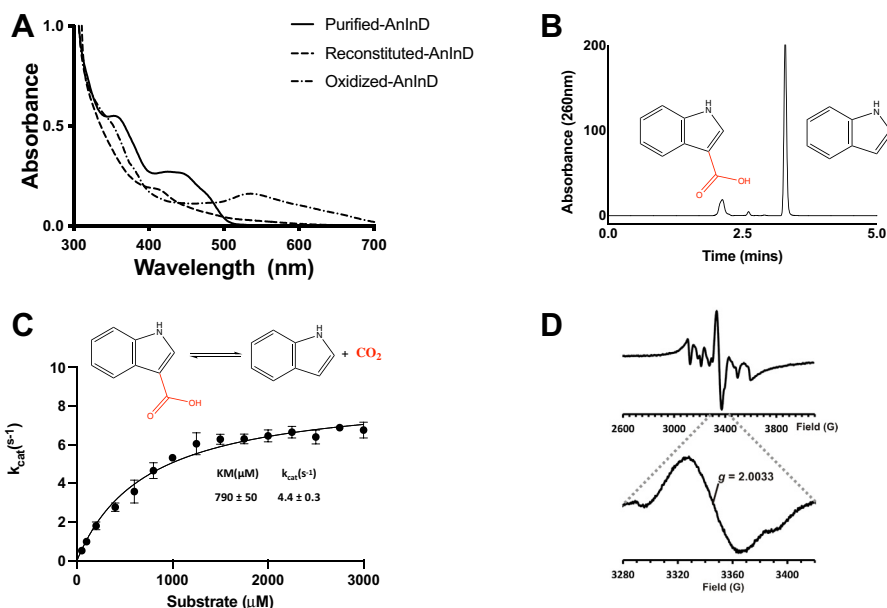 A
1.0
0.5
0.0
Absorbance
300
400
500
600
700
Wavelength (nm)
Purified-AnInD
Reconstituted-AnInD
Oxidized-AnInD
B
200
100
0
Absorbance (260nm)
0.0
2.5
5.0
Time (mins)
H
N
O
OH
H
N
C
H
N
O
OH
H
N
+ CO2
10
8
6
4
2
0
kcat(s-1)
KM(μM) kcat(s-1)
790 ± 50 4.4 ± 0.3
0
1000
2000
3000
Substrate (μM)
D
2600
3000
3400
3800
Field (G)
g = 2.0033
3280
3320
3360
3400
Field (G)